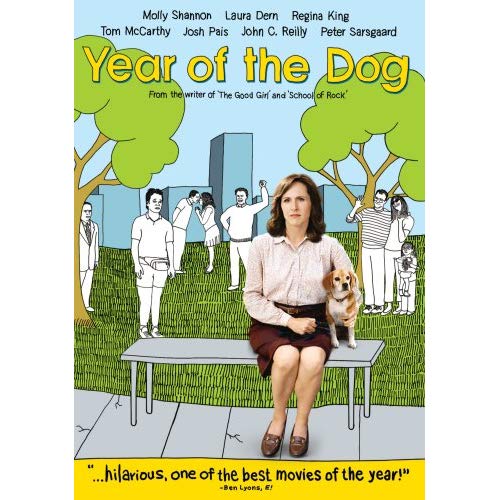 Molly Shannon Laura Dern Regina King
Tom McCarthy Josh Pais John C. Reilly Peter Sarsgaard
Year of the Dog
From the writer of 'The Good Girl' and 'School of Rock'
"...hilarious, one of the best movies of the year!"
-Ben Lyons, E!